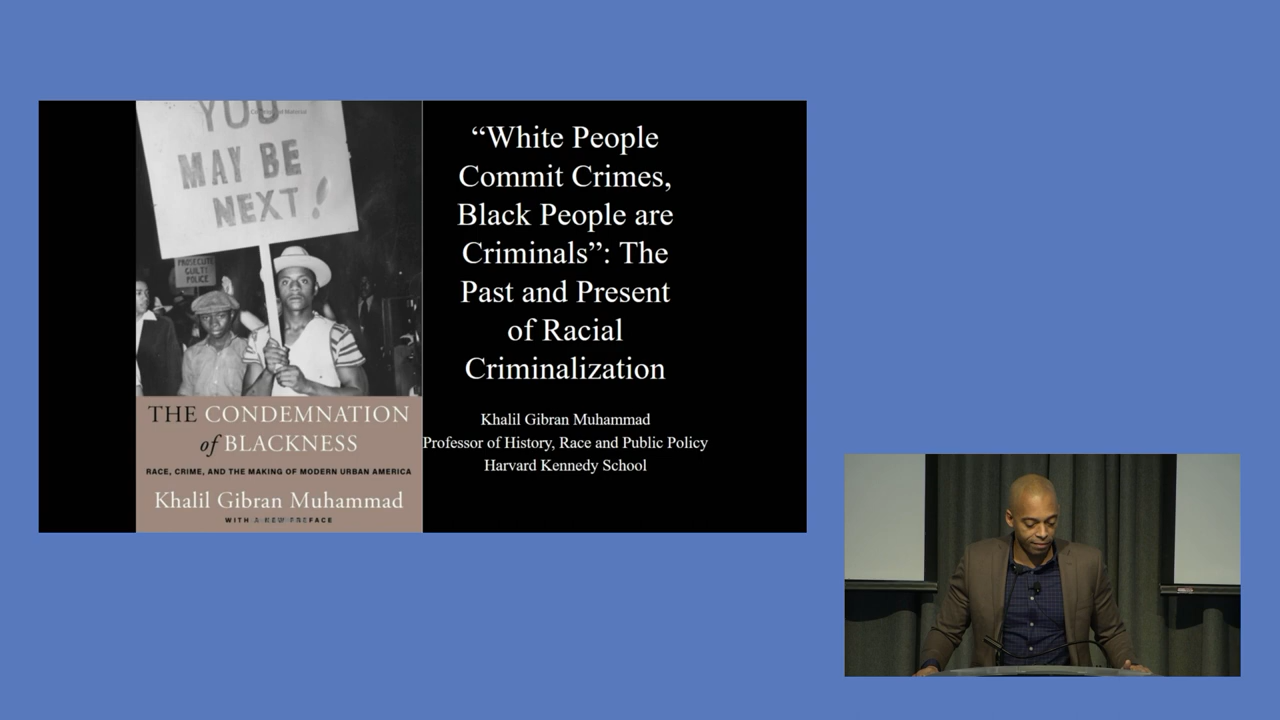 YOU
MAY BE
NEXT!
PROSECUTE
GUILTY
POLICE
THE CONDEMNATION
of BLACKNESS
RACE, CRIME, AND THE MAKING OF MODERN URBAN AMERICA
Khalil Gibran Muhammad
WITH A NEW PREFACE
“White People
Commit Crimes,
Black People are
Criminals”: The
Past and Present
of Racial
Criminalization
Khalil Gibran Muhammad
Professor of History, Race and Public Policy
Harvard Kennedy School